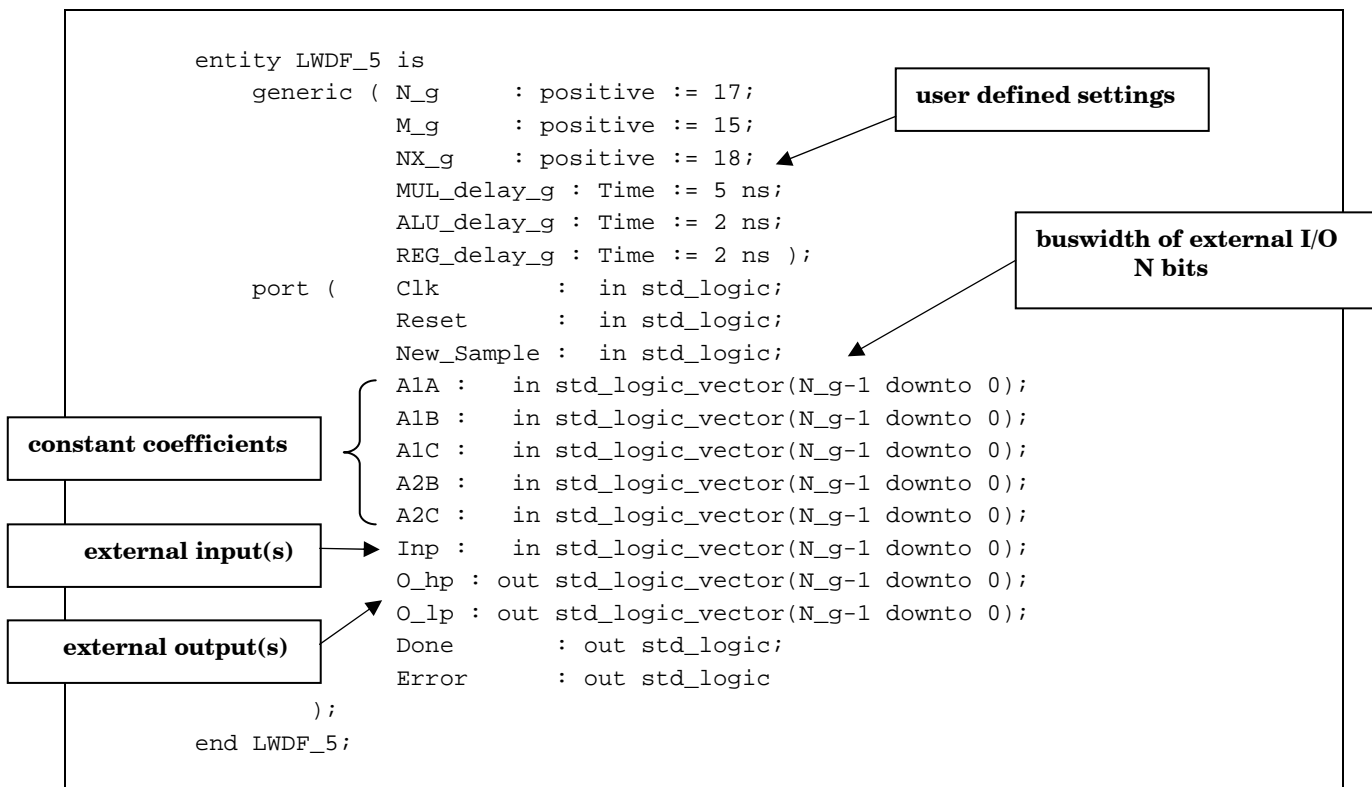 entity LWDF_5 is
generic ( N_g : positive := 17;
user defined settings
M_g : positive := 15;
NX_g : positive := 18;
MUL_delay_g : Time := 5 ns;
ALU_delay_g : Time := 2 ns;
buswidth of external I/O
N bits
REG_delay_g : Time := 2 ns );
port ( Clk : in std_logic;
Reset : in std_logic;
New_Sample : in std_logic;
A1A : in std_logic_vector(N_g-1 downto 0);
A1B : in std_logic_vector(N_g-1 downto 0);
constant coefficients
A1C : in std_logic_vector(N_g-1 downto 0);
A2B : in std_logic_vector(N_g-1 downto 0);
A2C : in std_logic_vector(N_g-1 downto 0);
external input(s)
Inp : in std_logic_vector(N_g-1 downto 0);
O_hp : out std_logic_vector(N_g-1 downto 0);
O_lp : out std_logic_vector(N_g-1 downto 0);
external output(s)
Done : out std_logic;
Error : out std_logic
);
end LWDF_5;